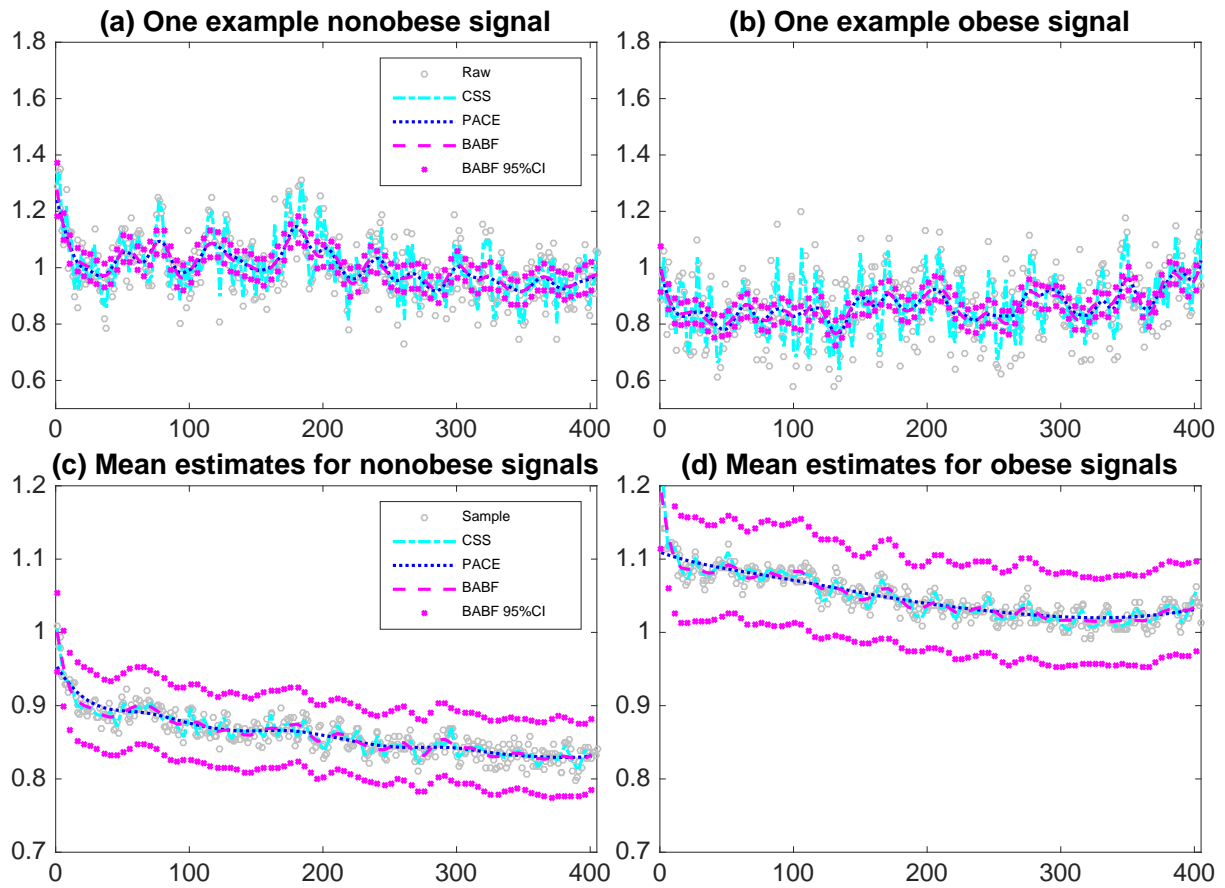 (a) One example nonobese signal
1.8
1.6
1.4
1.2
1
0.8
0.6
0 100 200 300 400
Raw
CSS
PACE
BABF
BABF 95%CI
(b) One example obese signal
1.8
1.6
1.4
1.2
1
0.8
0.6
0 100 200 300 400
(c) Mean estimates for nonobese signals
1.2
1.1
1
0.9
0.8
0.7
0 100 200 300 400
Sample
CSS
PACE
BABF
BABF 95%CI
(d) Mean estimates for obese signals
1.2
1.1
1
0.9
0.8
0.7
0 100 200 300 400